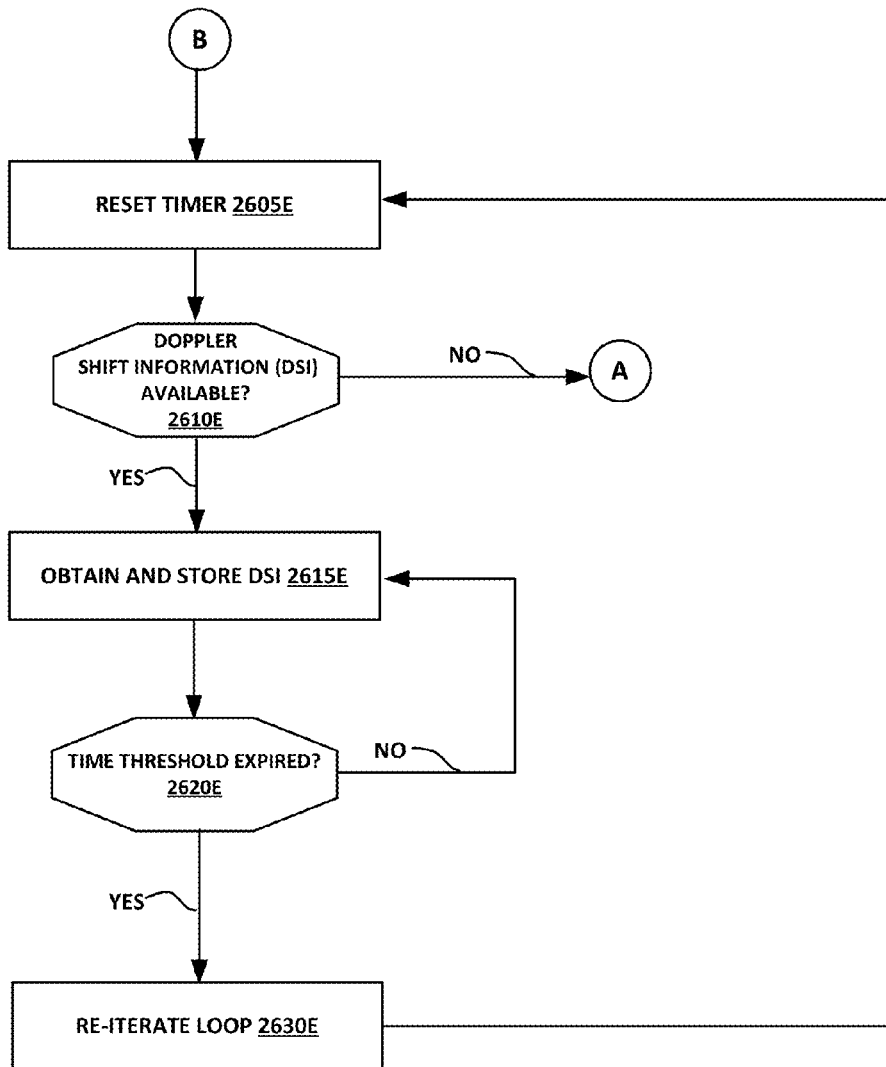 B
RESET TIMER 2605E
DOPPLER
SHIFT INFORMATION (DSI)
AVAILABLE?
2610E
NO
A
YES
OBTAIN AND STORE DSI 2615E
TIME THRESHOLD EXPIRED?
2620E
NO
YES
RE-ITERATE LOOP 2630E